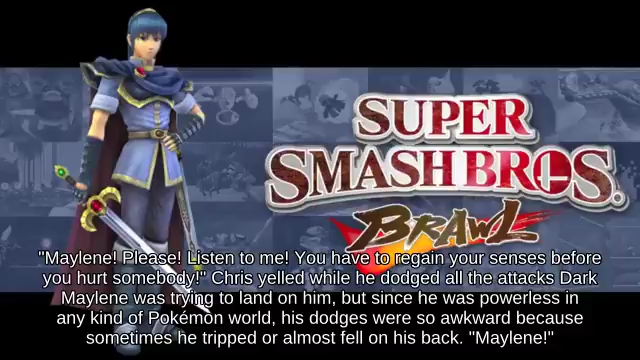 SUPER
SMASH BROS.
BRAWL
"Maylene! Please! Listen to me! You have to regain your senses before
you hurt somebody!" Chris yelled while he dodged all the attacks Dark
Maylene was trying to land on him, but since he was powerless in
any kind of Pokémon world, his dodges were so awkward because
sometimes he tripped or almost fell on his back. "Maylene!"